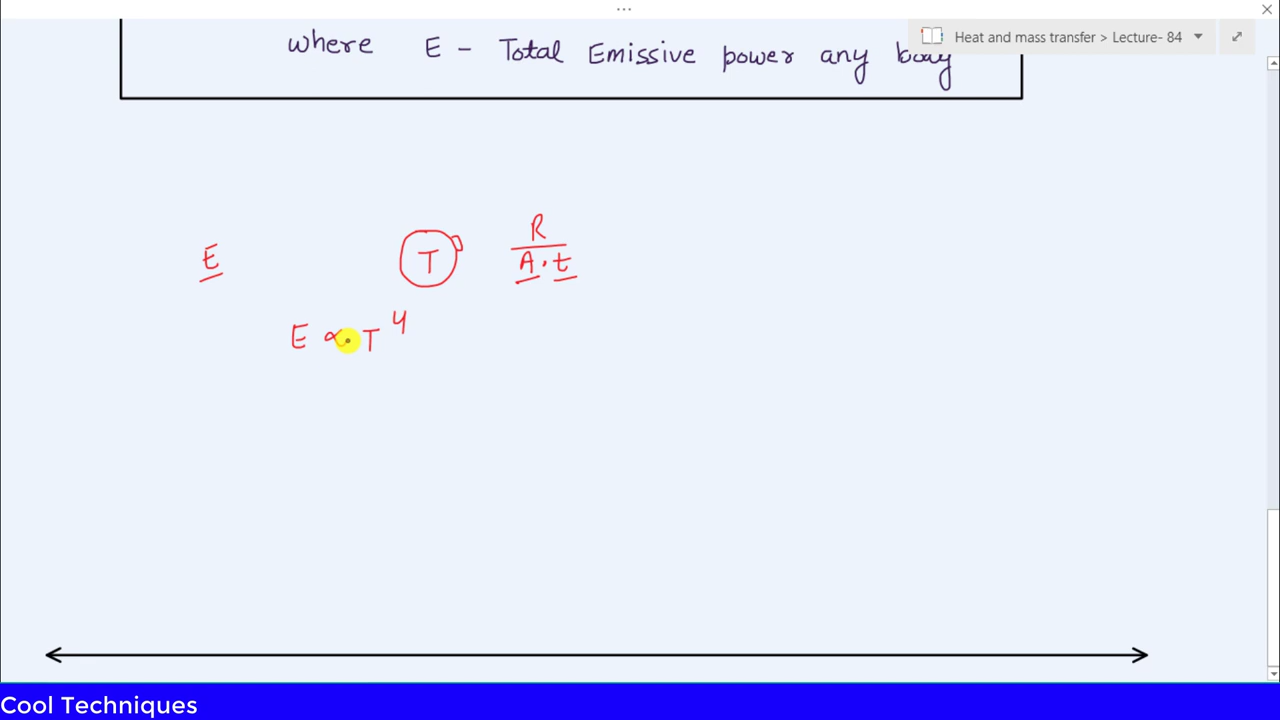 Heat and mass transfer > Lecture- 84
where E - Total Emissive power any body
E T R
A · t
E ∝ T 4
Cool Techniques